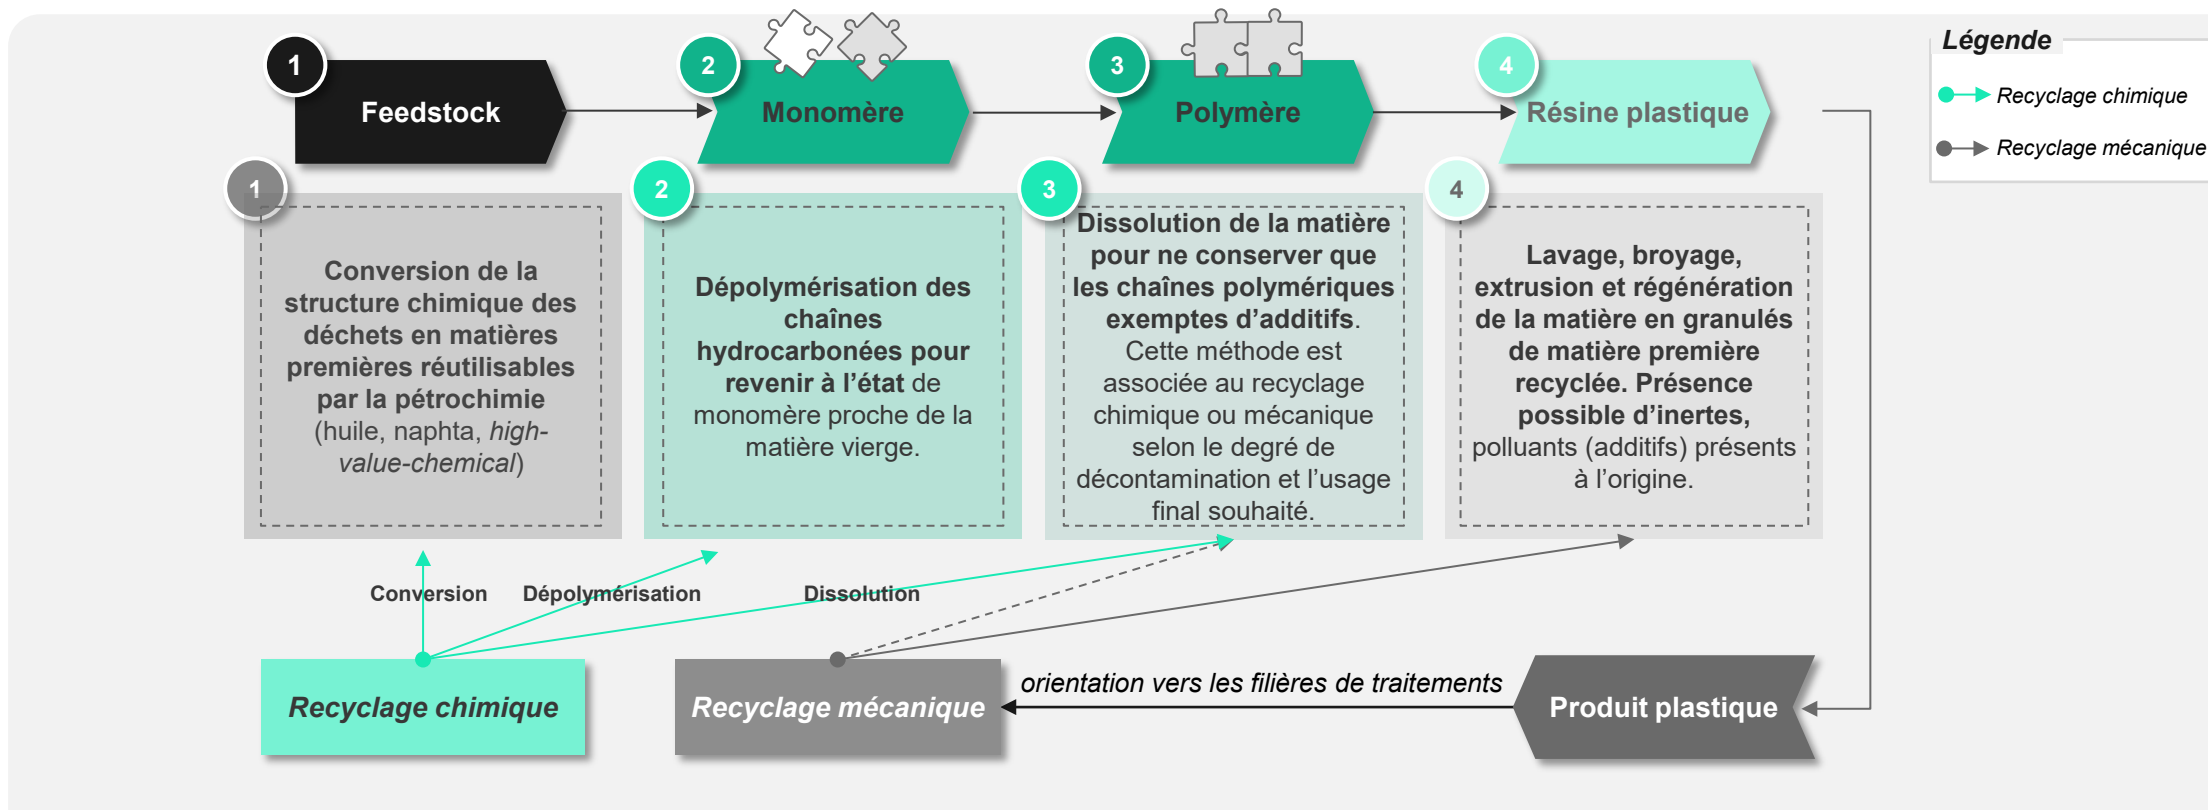 1
Feedstock
2
Monomère
3
Polymère
4
Résine plastique
Légende
Recyclage chimique
Recyclage mécanique
1
Conversion de la
structure chimique des
déchets en matières
premières réutilisables
par la pétrochimie
(huile, naphta, high-
value-chemical)
2
Dépolymérisation des
chaînes
hydrocarbonées pour
revenir à l’état de
monomère proche de la
matière vierge.
3
Dissolution de la matière
pour ne conserver que
les chaînes polymériques
exemptes d’additifs.
Cette méthode est
associée au recyclage
chimique ou mécanique
selon le degré de
décontamination et l’usage
final souhaité.
4
Lavage, broyage,
extrusion et régénération
de la matière en granulés
de matière première
recyclée. Présence
possible d’inertes,
polluants (additifs) présents
à l’origine.
Conversion
Dépolymérisation
Dissolution
Recyclage chimique
Recyclage mécanique
orientation vers les filières de traitements
Produit plastique